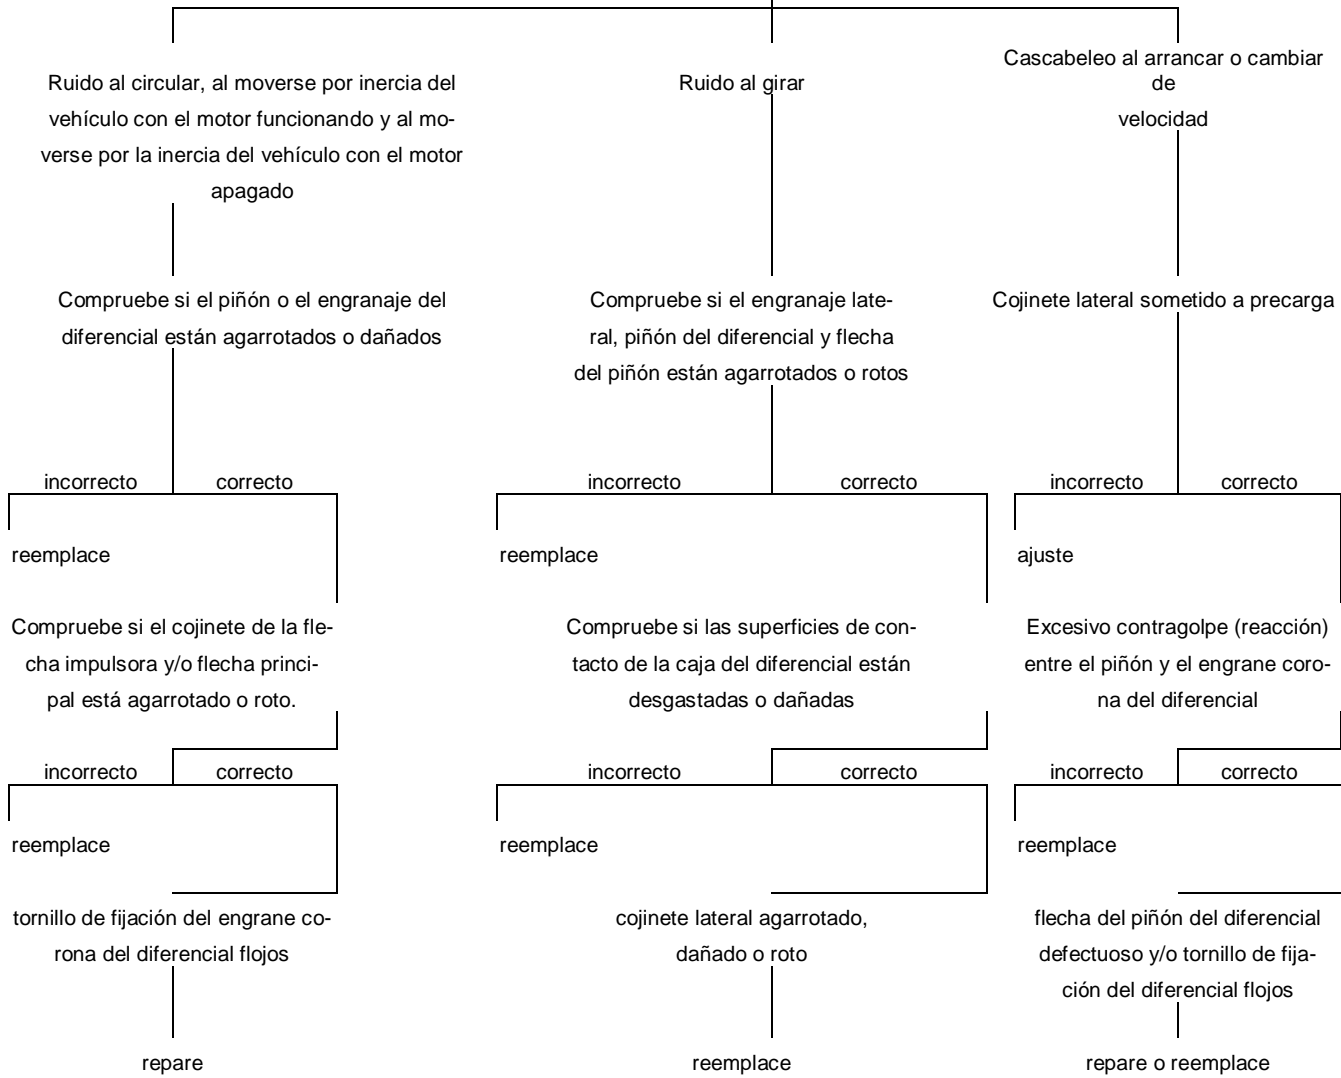 Ruido al circular, al moverse por inercia del
vehículo con el motor funcionando y al mo-
verse por la inercia del vehículo con el motor
apagado
Ruido al girar
Cascabeleo al arrancar o cambiar
de
velocidad
Compruebe si el piñón o el engranaje del
diferencial están agarrotados o dañados
Compruebe si el engranaje late-
ral, piñón del diferencial y flecha
del piñón están agarrotados o rotos
Cojinete lateral sometido a precarga
incorrecto correcto
incorrecto correcto
incorrecto correcto
reemplace
reemplace
ajuste
Compruebe si el cojinete de la fle-
cha impulsora y/o flecha princi-
pal está agarrotado o roto.
Compruebe si las superficies de con-
tacto de la caja del diferencial están
desgastadas o dañadas
Excesivo contragolpe (reacción)
entre el piñón y el engrane coro-
na del diferencial
incorrecto correcto
incorrecto correcto
incorrecto correcto
reemplace
reemplace
reemplace
tornillo de fijación del engrane co-
rona del diferencial flojos
cojinete lateral agarrotado,
dañado o roto
flecha del piñón del diferencial
defectuoso y/o tornillo de fija-
ción del diferencial flojos
repare
reemplace
repare o reemplace